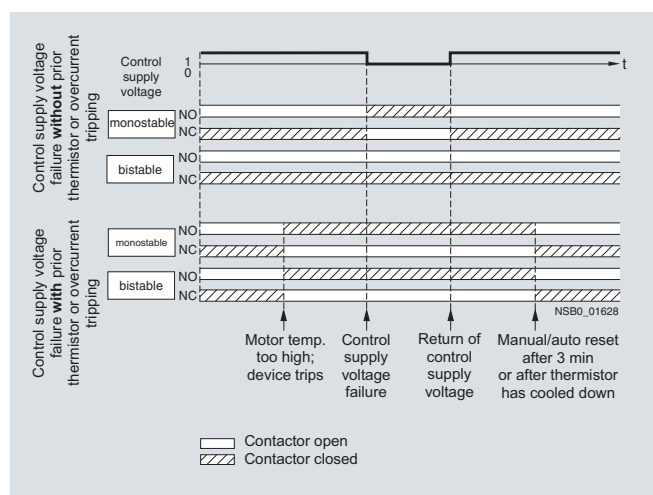 Control supply voltage
failure without prior
thermistor or overcurrent
tripping
Control
supply
voltage
1
0
t
monostable
NO
NC
bistable
NO
NC
Control supply voltage
failure with prior
thermistor or overcurrent
tripping
monostable
NO
NC
bistable
NO
NC
NSB0_01628
Motor temp.
too high;
device trips
Control
supply
voltage
failure
Return of
control
supply
voltage
Manual/auto reset
after 3 min
or after thermistor
has cooled down
Contactor open
Contactor closed